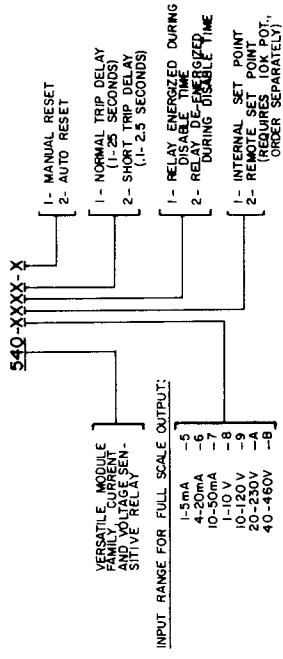 540-XXXX-X
VERSATILE MODULE
FAMILY, CURRENT
AND VOLTAGE SEN-
SITIVE RELAY
INPUT RANGE FOR FULL SCALE OUTPUT:
1-5mA -5
4-20mA -6
10-50mA -7
1-10 V -8
10-120 V -9
20-230V -A
40-460V -B
1- MANUAL RESET
2- AUTO RESET
1- NORMAL TRIP DELAY
(1-25 SECONDS)
2- SHORT TRIP DELAY
(.1-2.5 SECONDS)
1- RELAY ENERGIZED DURING
DISABLE TIME
2- RELAY DE-ENERGIZED
DURING DISABLE TIME
1- INTERNAL SET POINT
2- REMOTE SET POINT
(REQUIRES 10K POT.,
ORDER SEPARATELY)